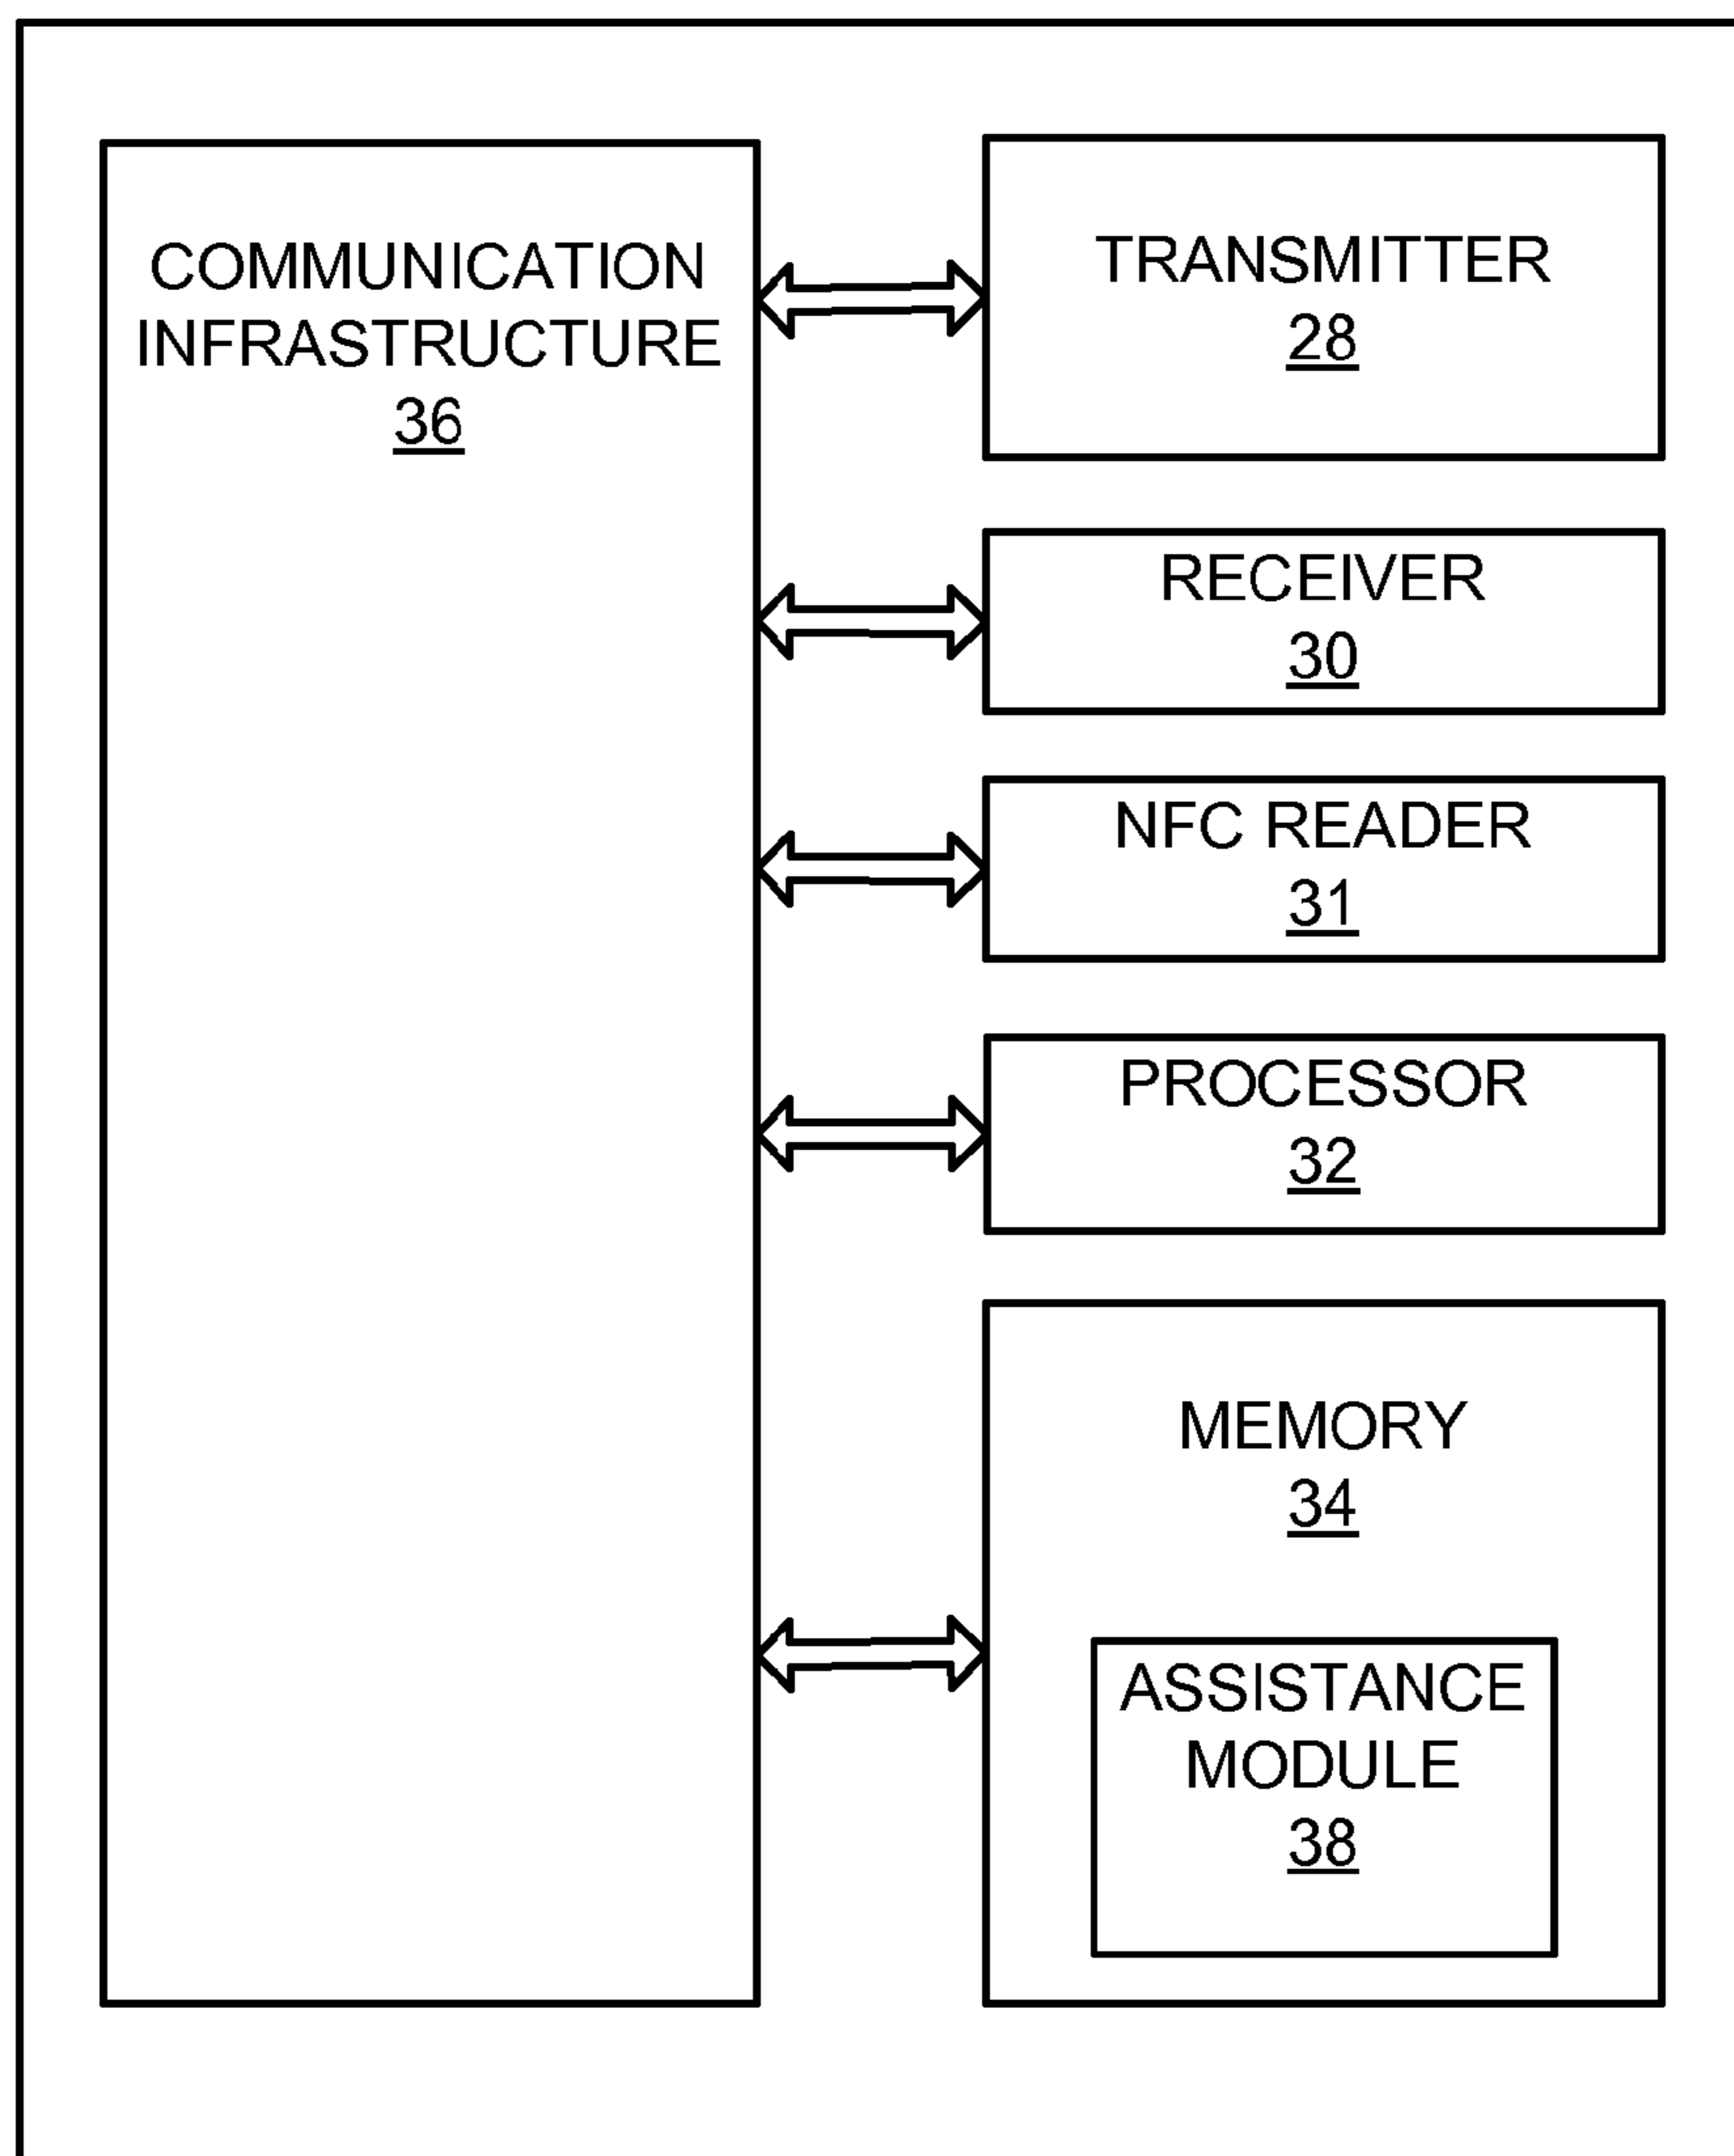 COMMUNICATION
INFRASTRUCTURE
36
TRANSMITTER
28
RECEIVER
30
NFC READER
31
PROCESSOR
32
MEMORY
34
ASSISTANCE
MODULE
38